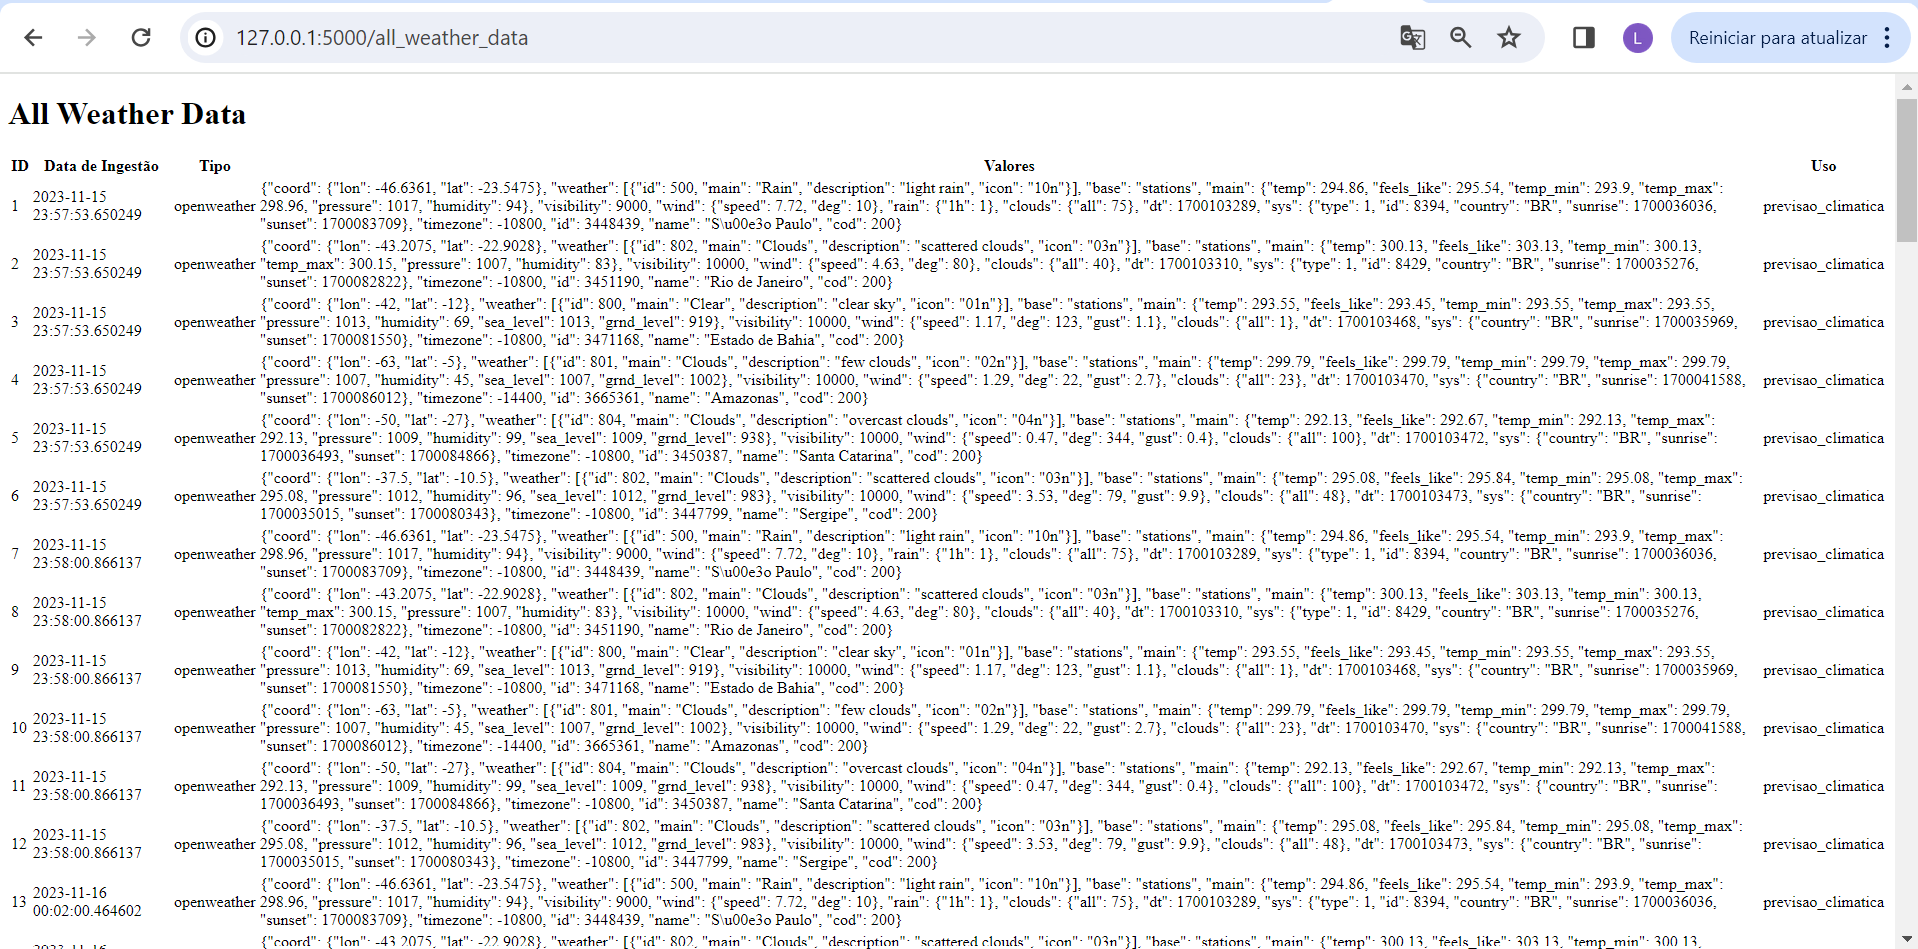 127.0.0.1:5000/all_weather_data
L
Reiniciar para atualizar
All Weather Data
ID Data de Ingestão Tipo Valores Uso
1 2023-11-15 23:57:53.650249 openweather {"coord": {"lon": -46.6361, "lat": -23.5475}, "weather": [{"id": 500, "main": "Rain", "description": "light rain", "icon": "10n"}], "base": "stations", "main": {"temp": 294.86, "feels_like": 295.54, "temp_min": 293.9, "temp_max":
298.96, "pressure": 1017, "humidity": 94}, "visibility": 9000, "wind": {"speed": 7.72, "deg": 10}, "rain": {"1h": 1}, "clouds": {"all": 75}, "dt": 1700103289, "sys": {"type": 1, "id": 8394, "country": "BR", "sunrise": 1700036036,
"sunset": 1700083709}, "timezone": -10800, "id": 3448439, "name": "S\u00e3o Paulo", "cod": 200} previsao_climatica
2 2023-11-15 23:57:53.650249 openweather {"coord": {"lon": -43.2075, "lat": -22.9028}, "weather": [{"id": 802, "main": "Clouds", "description": "scattered clouds", "icon": "03n"}], "base": "stations", "main": {"temp": 300.13, "feels_like": 303.13, "temp_min": 300.13,
"temp_max": 300.15, "pressure": 1007, "humidity": 83}, "visibility": 10000, "wind": {"speed": 4.63, "deg": 80}, "clouds": {"all": 40}, "dt": 1700103310, "sys": {"type": 1, "id": 8429, "country": "BR", "sunrise": 1700035276,
"sunset": 1700082822}, "timezone": -10800, "id": 3451190, "name": "Rio de Janeiro", "cod": 200} previsao_climatica
3 2023-11-15 23:57:53.650249 openweather {"coord": {"lon": -42, "lat": -12}, "weather": [{"id": 800, "main": "Clear", "description": "clear sky", "icon": "01n"}], "base": "stations", "main": {"temp": 293.55, "feels_like": 293.45, "temp_min": 293.55, "temp_max": 293.55,
"pressure": 1013, "humidity": 69, "sea_level": 1013, "grnd_level": 919}, "visibility": 10000, "wind": {"speed": 1.17, "deg": 123, "gust": 1.1}, "clouds": {"all": 1}, "dt": 1700103468, "sys": {"country": "BR", "sunrise": 1700035969,
"sunset": 1700081550}, "timezone": -10800, "id": 3471168, "name": "Estado de Bahia", "cod": 200} previsao_climatica
4 2023-11-15 23:57:53.650249 openweather {"coord": {"lon": -63, "lat": -5}, "weather": [{"id": 801, "main": "Clouds", "description": "few clouds", "icon": "02n"}], "base": "stations", "main": {"temp": 299.79, "feels_like": 299.79, "temp_min": 299.79, "temp_max": 299.79,
"pressure": 1007, "humidity": 45, "sea_level": 1007, "grnd_level": 1002}, "visibility": 10000, "wind": {"speed": 1.29, "deg": 22, "gust": 2.7}, "clouds": {"all": 23}, "dt": 1700103470, "sys": {"country": "BR", "sunrise": 1700041588,
"sunset": 1700086012}, "timezone": -14400, "id": 3665361, "name": "Amazonas", "cod": 200} previsao_climatica
5 2023-11-15 23:57:53.650249 openweather {"coord": {"lon": -50, "lat": -27}, "weather": [{"id": 804, "main": "Clouds", "description": "overcast clouds", "icon": "04n"}], "base": "stations", "main": {"temp": 292.13, "feels_like": 292.67, "temp_min": 292.13, "temp_max":
292.13, "pressure": 1009, "humidity": 99, "sea_level": 1009, "grnd_level": 938}, "visibility": 10000, "wind": {"speed": 0.47, "deg": 344, "gust": 0.4}, "clouds": {"all": 100}, "dt": 1700103472, "sys": {"country": "BR", "sunrise":
1700036493, "sunset": 1700084866}, "timezone": -10800, "id": 3450387, "name": "Santa Catarina", "cod": 200} previsao_climatica
6 2023-11-15 23:57:53.650249 openweather {"coord": {"lon": -37.5, "lat": -10.5}, "weather": [{"id": 802, "main": "Clouds", "description": "scattered clouds", "icon": "03n"}], "base": "stations", "main": {"temp": 295.08, "feels_like": 295.84, "temp_min": 295.08, "temp_max":
295.08, "pressure": 1012, "humidity": 96, "sea_level": 1012, "grnd_level": 983}, "visibility": 10000, "wind": {"speed": 3.53, "deg": 79, "gust": 9.9}, "clouds": {"all": 48}, "dt": 1700103473, "sys": {"country": "BR", "sunrise":
1700035015, "sunset": 1700080343}, "timezone": -10800, "id": 3447799, "name": "Sergipe", "cod": 200} previsao_climatica
7 2023-11-15 23:58:00.866137 openweather {"coord": {"lon": -46.6361, "lat": -23.5475}, "weather": [{"id": 500, "main": "Rain", "description": "light rain", "icon": "10n"}], "base": "stations", "main": {"temp": 294.86, "feels_like": 295.54, "temp_min": 293.9, "temp_max":
298.96, "pressure": 1017, "humidity": 94}, "visibility": 9000, "wind": {"speed": 7.72, "deg": 10}, "rain": {"1h": 1}, "clouds": {"all": 75}, "dt": 1700103289, "sys": {"type": 1, "id": 8394, "country": "BR", "sunrise": 1700036036,
"sunset": 1700083709}, "timezone": -10800, "id": 3448439, "name": "S\u00e3o Paulo", "cod": 200} previsao_climatica
8 2023-11-15 23:58:00.866137 openweather {"coord": {"lon": -43.2075, "lat": -22.9028}, "weather": [{"id": 802, "main": "Clouds", "description": "scattered clouds", "icon": "03n"}], "base": "stations", "main": {"temp": 300.13, "feels_like": 303.13, "temp_min": 300.13,
"temp_max": 300.15, "pressure": 1007, "humidity": 83}, "visibility": 10000, "wind": {"speed": 4.63, "deg": 80}, "clouds": {"all": 40}, "dt": 1700103310, "sys": {"type": 1, "id": 8429, "country": "BR", "sunrise": 1700035276,
"sunset": 1700082822}, "timezone": -10800, "id": 3451190, "name": "Rio de Janeiro", "cod": 200} previsao_climatica
9 2023-11-15 23:58:00.866137 openweather {"coord": {"lon": -42, "lat": -12}, "weather": [{"id": 800, "main": "Clear", "description": "clear sky", "icon": "01n"}], "base": "stations", "main": {"temp": 293.55, "feels_like": 293.45, "temp_min": 293.55, "temp_max": 293.55,
"pressure": 1013, "humidity": 69, "sea_level": 1013, "grnd_level": 919}, "visibility": 10000, "wind": {"speed": 1.17, "deg": 123, "gust": 1.1}, "clouds": {"all": 1}, "dt": 1700103468, "sys": {"country": "BR", "sunrise": 1700035969,
"sunset": 1700081550}, "timezone": -10800, "id": 3471168, "name": "Estado de Bahia", "cod": 200} previsao_climatica
10 2023-11-15 23:58:00.866137 openweather {"coord": {"lon": -63, "lat": -5}, "weather": [{"id": 801, "main": "Clouds", "description": "few clouds", "icon": "02n"}], "base": "stations", "main": {"temp": 299.79, "feels_like": 299.79, "temp_min": 299.79, "temp_max": 299.79,
"pressure": 1007, "humidity": 45, "sea_level": 1007, "grnd_level": 1002}, "visibility": 10000, "wind": {"speed": 1.29, "deg": 22, "gust": 2.7}, "clouds": {"all": 23}, "dt": 1700103470, "sys": {"country": "BR", "sunrise": 1700041588,
"sunset": 1700086012}, "timezone": -14400, "id": 3665361, "name": "Amazonas", "cod": 200} previsao_climatica
11 2023-11-15 23:58:00.866137 openweather {"coord": {"lon": -50, "lat": -27}, "weather": [{"id": 804, "main": "Clouds", "description": "overcast clouds", "icon": "04n"}], "base": "stations", "main": {"temp": 292.13, "feels_like": 292.67, "temp_min": 292.13, "temp_max":
292.13, "pressure": 1009, "humidity": 99, "sea_level": 1009, "grnd_level": 938}, "visibility": 10000, "wind": {"speed": 0.47, "deg": 344, "gust": 0.4}, "clouds": {"all": 100}, "dt": 1700103472, "sys": {"country": "BR", "sunrise":
1700036493, "sunset": 1700084866}, "timezone": -10800, "id": 3450387, "name": "Santa Catarina", "cod": 200} previsao_climatica
12 2023-11-15 23:58:00.866137 openweather {"coord": {"lon": -37.5, "lat": -10.5}, "weather": [{"id": 802, "main": "Clouds", "description": "scattered clouds", "icon": "03n"}], "base": "stations", "main": {"temp": 295.08, "feels_like": 295.84, "temp_min": 295.08, "temp_max":
295.08, "pressure": 1012, "humidity": 96, "sea_level": 1012, "grnd_level": 983}, "visibility": 10000, "wind": {"speed": 3.53, "deg": 79, "gust": 9.9}, "clouds": {"all": 48}, "dt": 1700103473, "sys": {"country": "BR", "sunrise":
1700035015, "sunset": 1700080343}, "timezone": -10800, "id": 3447799, "name": "Sergipe", "cod": 200} previsao_climatica
13 2023-11-16 00:02:00.464602 openweather {"coord": {"lon": -46.6361, "lat": -23.5475}, "weather": [{"id": 500, "main": "Rain", "description": "light rain", "icon": "10n"}], "base": "stations", "main": {"temp": 294.86, "feels_like": 295.54, "temp_min": 293.9, "temp_max":
298.96, "pressure": 1017, "humidity": 94}, "visibility": 9000, "wind": {"speed": 7.72, "deg": 10}, "rain": {"1h": 1}, "clouds": {"all": 75}, "dt": 1700103289, "sys": {"type": 1, "id": 8394, "country": "BR", "sunrise": 1700036036,
"sunset": 1700083709}, "timezone": -10800, "id": 3448439, "name": "S\u00e3o Paulo", "cod": 200} previsao_climatica
{"coord": {"lon": -43.2075, "lat": -22.9028}, "weather": [{"id": 802, "main": "Clouds", "description": "scattered clouds", "icon": "03n"}], "base": "stations", "main": {"temp": 300.13, "feels_like": 303.13, "temp_min": 300.13,